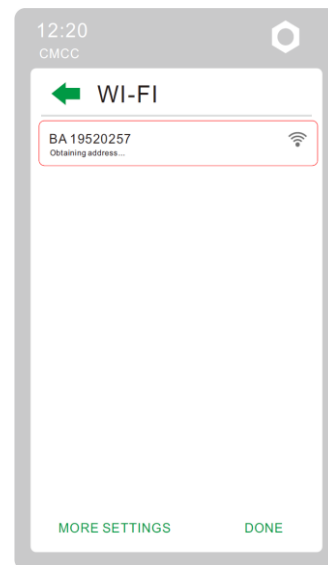 12:20
CMCC
WI-FI
BA 19520257
Obtaining address...
MORE SETTINGS DONE